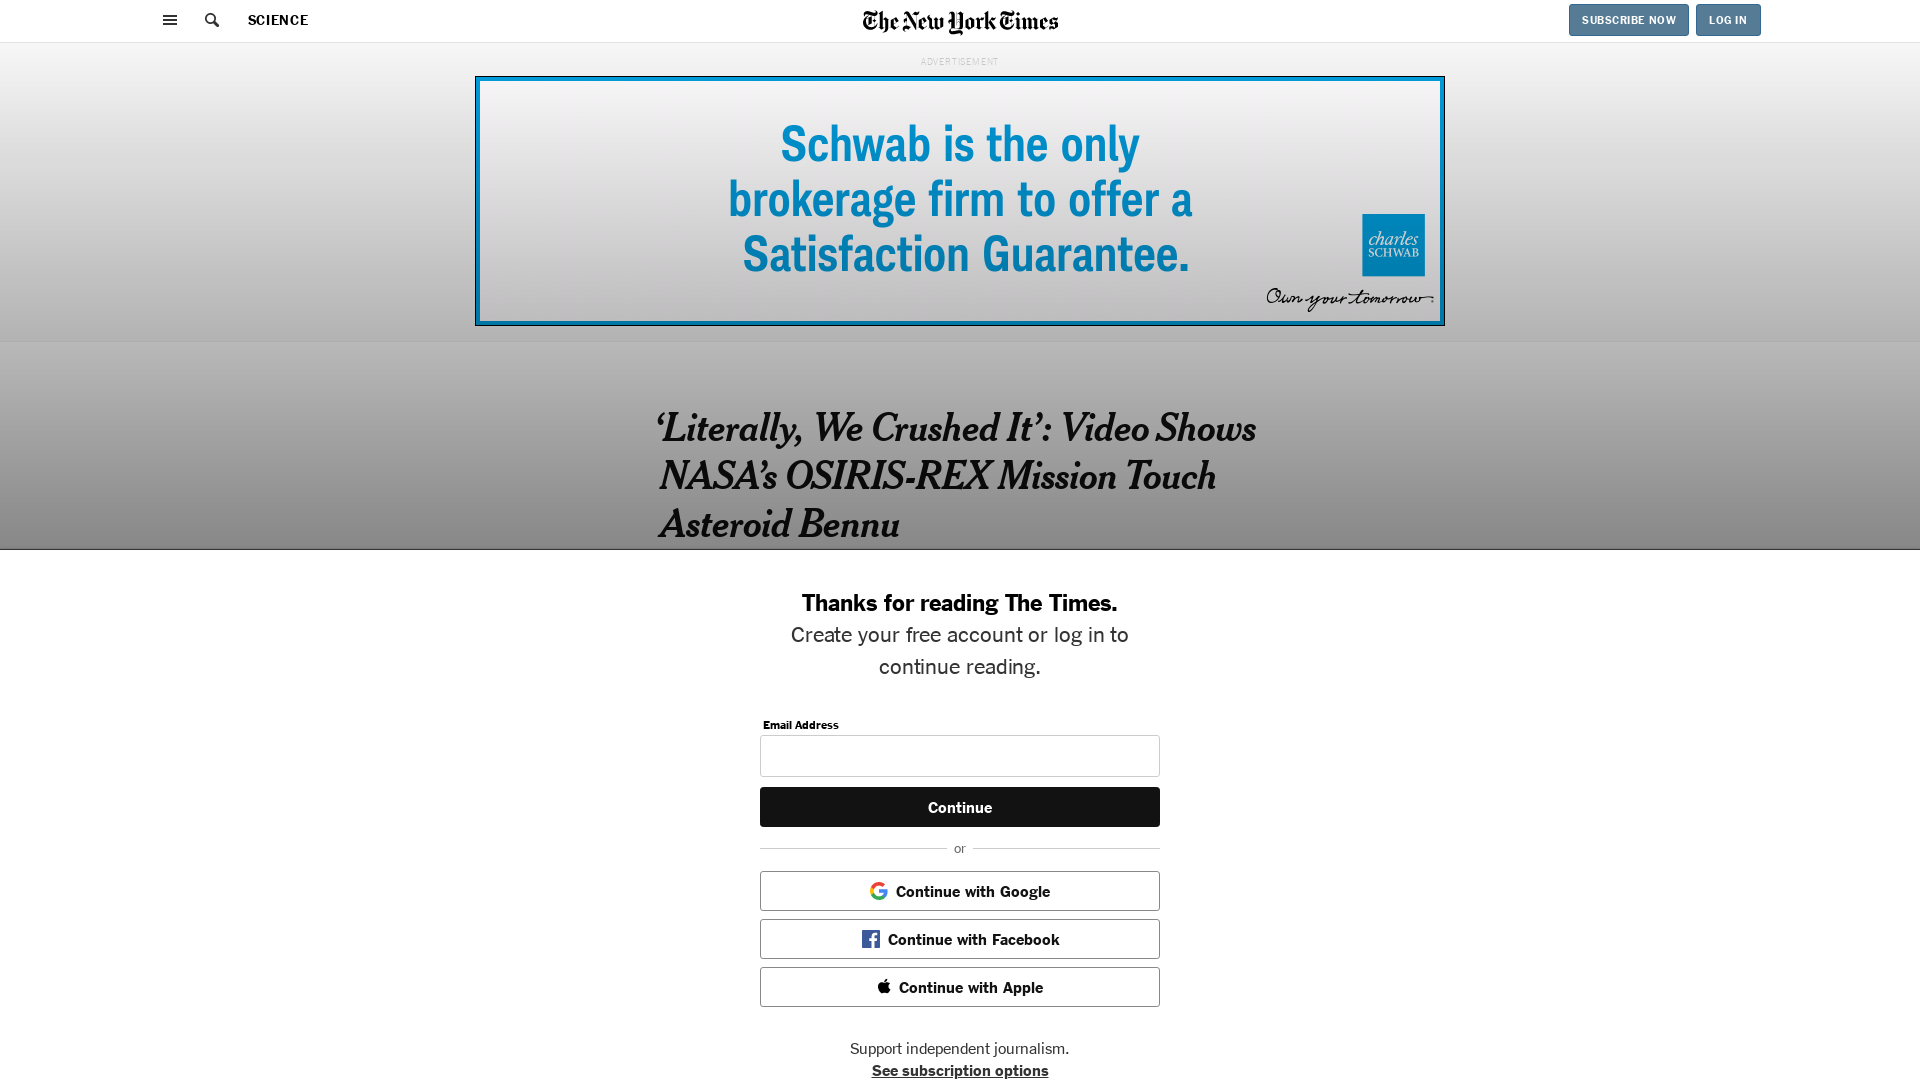 SCIENCE
The New York Times
SUBSCRIBE NOW
LOG IN
ADVERTISEMENT
Schwab is the only
brokerage firm to offer a
Satisfaction Guarantee.
charles
SCHWAB
Own your tomorrow
‘Literally, We Crushed It’: Video Shows
NASA’s OSIRIS-REX Mission Touch
Asteroid Bennu
Thanks for reading The Times.
Create your free account or log in to
continue reading.
Email Address
Continue
or
Continue with Google
Continue with Facebook
Continue with Apple
Support independent journalism.
See subscription options